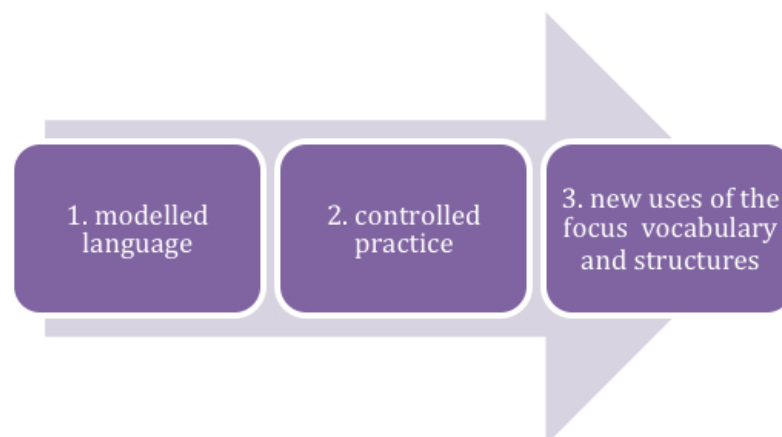 1. modelled
language
2. controlled
practice
3. new uses of the
focus vocabulary
and structures